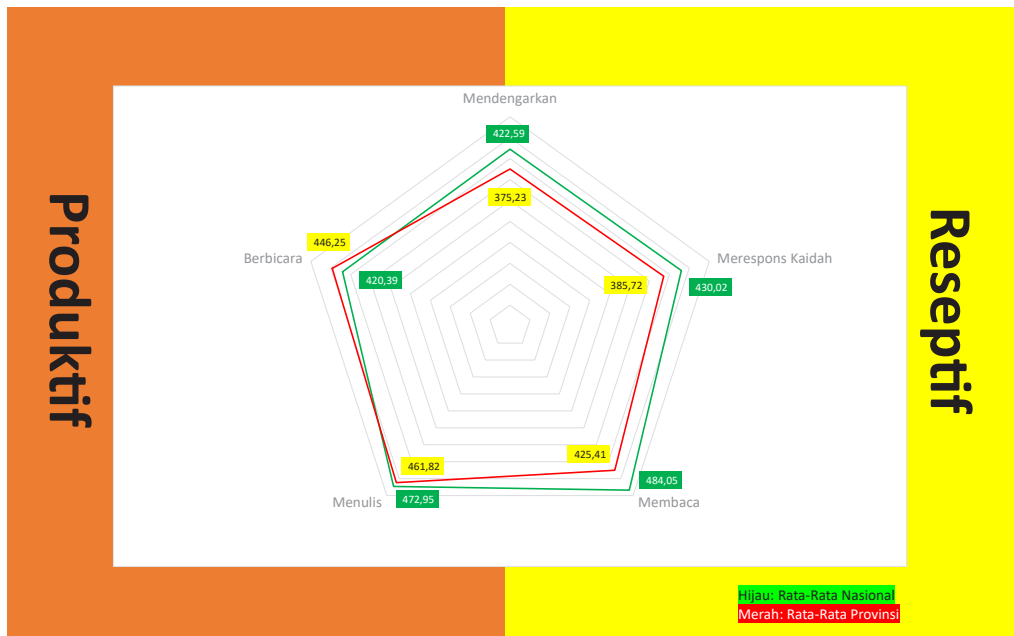 Mendengarkan
422,59
375,23
Produktif
446,25
Berbicara
420,39
Reseptif
Merespons Kaidah
385,72
430,02
425,41
461,82
484,05
472,95
Menulis
Membaca
Hijau: Rata-Rata Nasional
Merah: Rata-Rata Provinsi